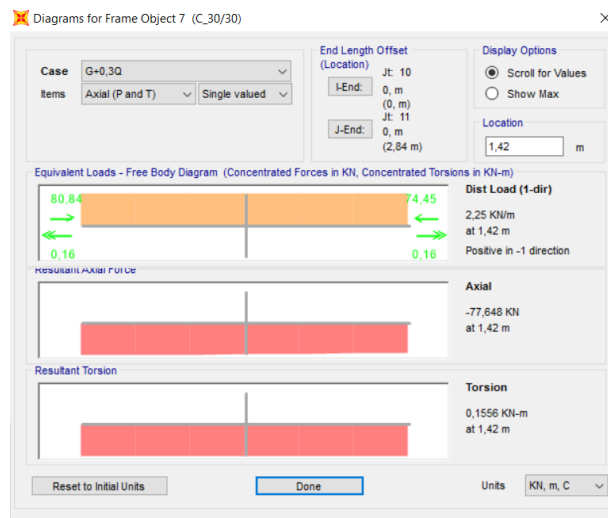 Diagrams for Frame Object 7 (C_30/30)
Case
G+0,3Q
Items
Axial (P and T)
Single valued
End Length Offset
(Location)
Jt: 10
I-End:
0, m
(0, m)
Jt: 11
J-End:
0, m
(2,84 m)
Display Options
Scroll for Values
Show Max
Location
1,42
m
Equivalent Loads - Free Body Diagram (Concentrated Forces in KN, Concentrated Torsions in KN-m)
80,84
74,45
0,16
0,16
Dist Load (1-dir)
2,25 KN/m
at 1,42 m
Positive in -1 direction
Resultant Axial Force
Axial
-77,648 KN
at 1,42 m
Resultant Torsion
Torsion
0,1556 KN-m
at 1,42 m
Reset to Initial Units
Done
Units
KN, m, C